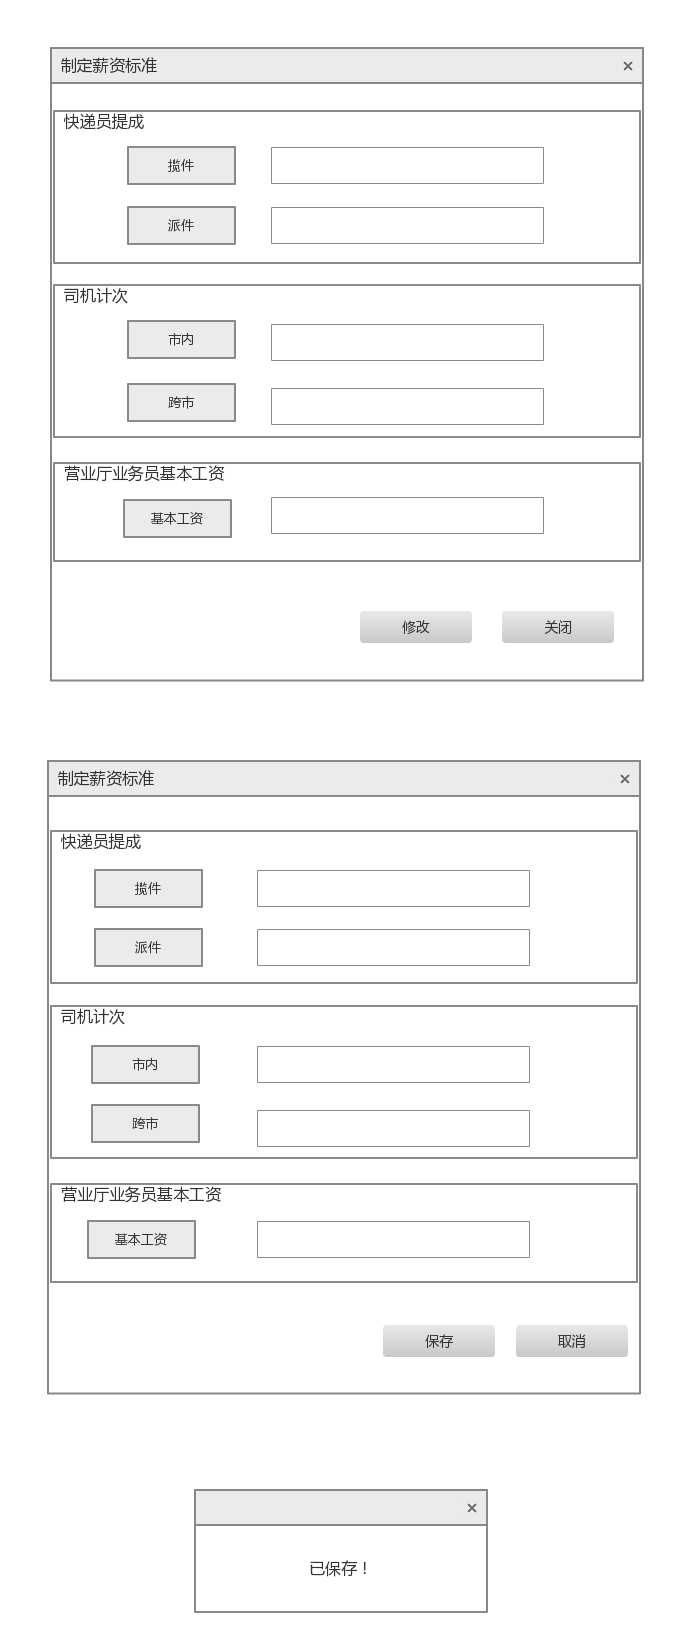 制定薪资标准
快递员提成
揽件
派件
司机计次
市内
跨市
营业厅业务员基本工资
基本工资
修改 关闭
制定薪资标准
快递员提成
揽件
派件
司机计次
市内
跨市
营业厅业务员基本工资
基本工资
保存 取消
已保存！